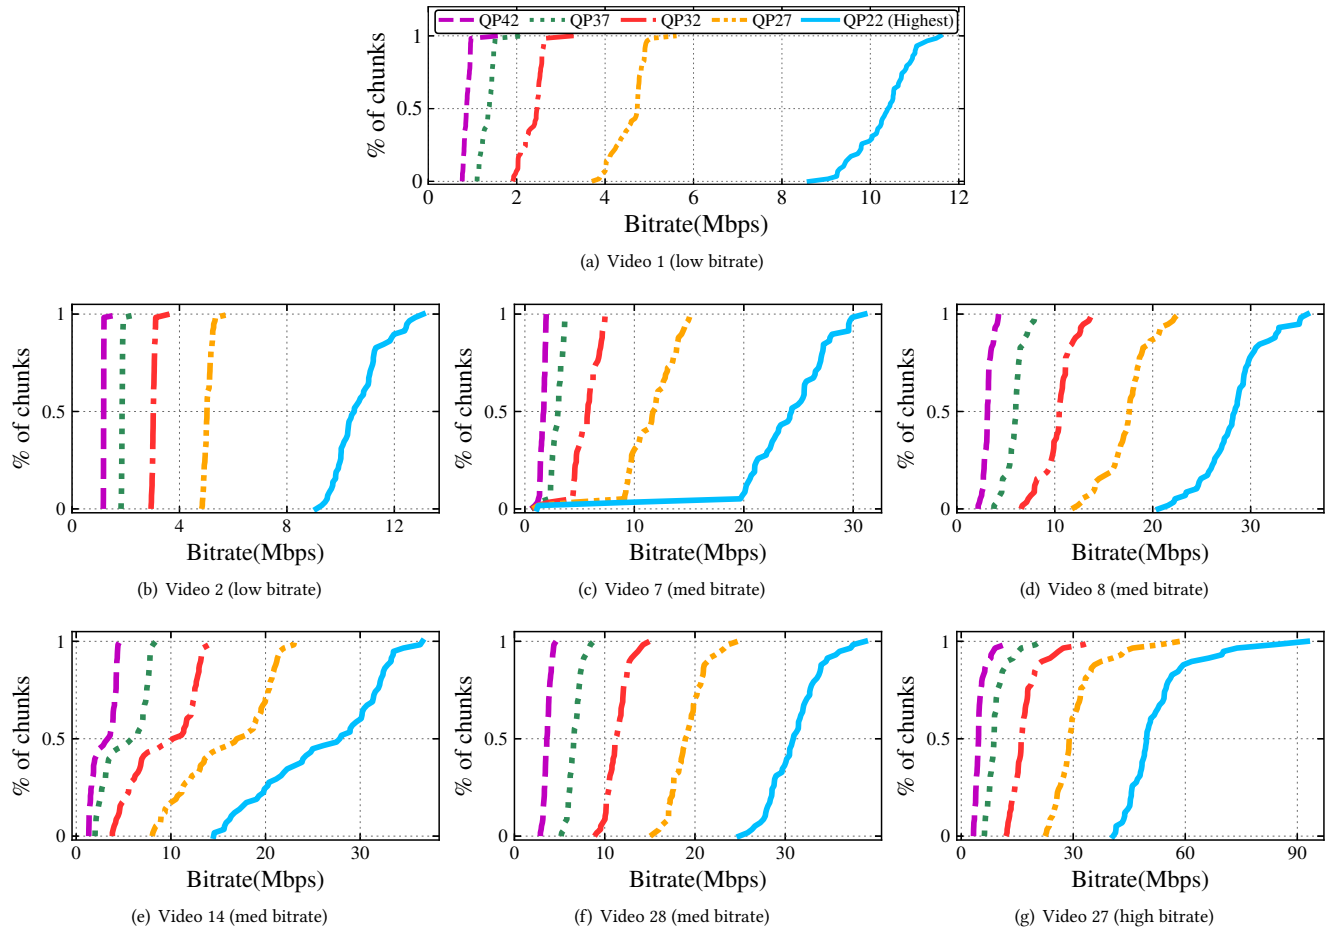 QP42 QP37 QP32 QP27 QP22 (Highest)
% of chunks
1
0.5
0
0 2 4 6 8 10 12
Bitrate(Mbps)
(a) Video 1 (low bitrate)
% of chunks
1
0.5
0
0 4 8 12
Bitrate(Mbps)
(b) Video 2 (low bitrate)
% of chunks
1
0.5
0
0 10 20 30
Bitrate(Mbps)
(c) Video 7 (med bitrate)
% of chunks
1
0.5
0
0 10 20 30
Bitrate(Mbps)
(d) Video 8 (med bitrate)
% of chunks
1
0.5
0
0 10 20 30
Bitrate(Mbps)
(e) Video 14 (med bitrate)
% of chunks
1
0.5
0
0 10 20 30
Bitrate(Mbps)
(f) Video 28 (med bitrate)
% of chunks
1
0.5
0
0 30 60 90
Bitrate(Mbps)
(g) Video 27 (high bitrate)